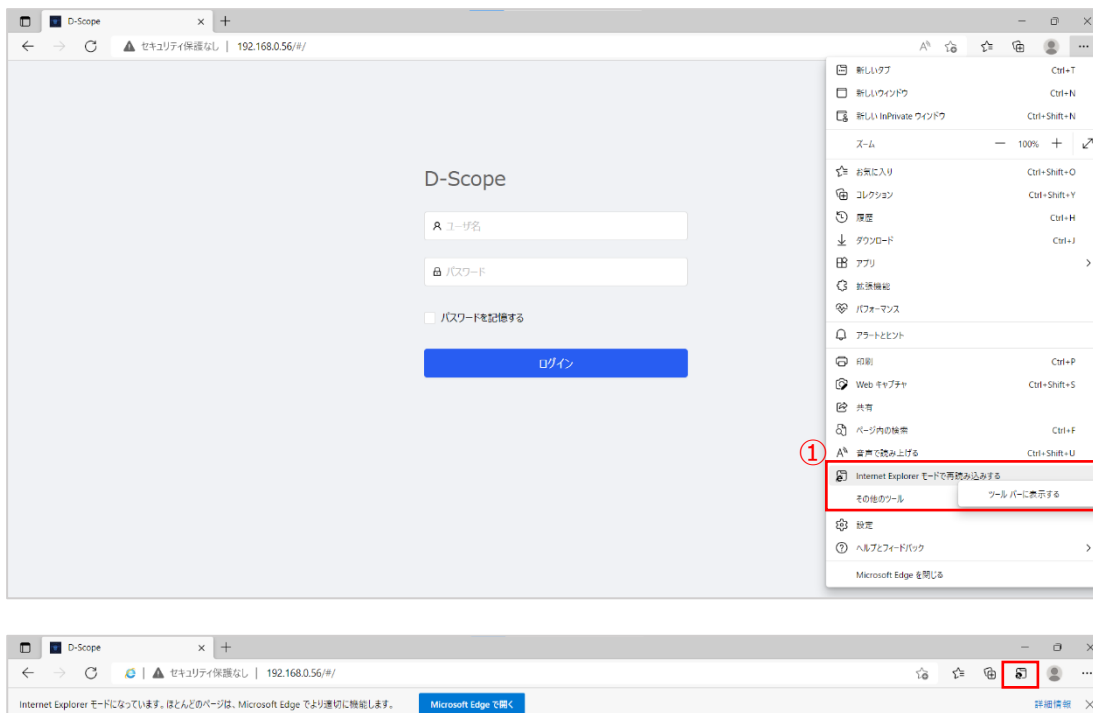 D-Scope
セキュリティ保護なし | 192.168.0.56/#/
新しいタブ Ctrl+T
新しいウィンドウ Ctrl+N
新しい InPrivate ウィンドウ Ctrl+Shift+N
ズーム 100%
お気に入り Ctrl+Shift+O
コレクション Ctrl+Shift+Y
履歴 Ctrl+H
ダウンロード Ctrl+J
アプリ
拡張機能
パフォーマンス
アラートとヒント
印刷 Ctrl+P
Web キャプチャ Ctrl+Shift+S
共有
ページ内の検索 Ctrl+F
① 音声で読み上げる Ctrl+Shift+U
Internet Explorer モードで再読み込みする
その他のツール ツール バーに表示する
設定
ヘルプとフィードバック
Microsoft Edge を閉じる
D-Scope
ユーザ名
パスワード
パスワードを記憶する
ログイン
D-Scope
セキュリティ保護なし | 192.168.0.56/#/
Internet Explorer モードになっています。ほとんどのページは、Microsoft Edge でより適切に機能します。 Microsoft Edge で開く 詳細情報